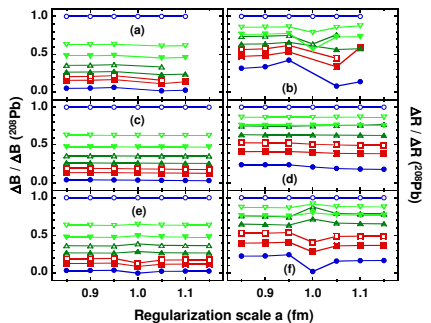 1.0
0.5
0.0
(a)
(b)
1.0
0.5
0.0
(c)
(d)
1.0
0.5
0.0
(e)
(f)
0.9 1.0 1.1 0.9 1.0 1.1
Regularization scale a (fm)
ΔB / ΔB (²⁰⁸Pb)
ΔR / ΔR (²⁰⁸Pb)